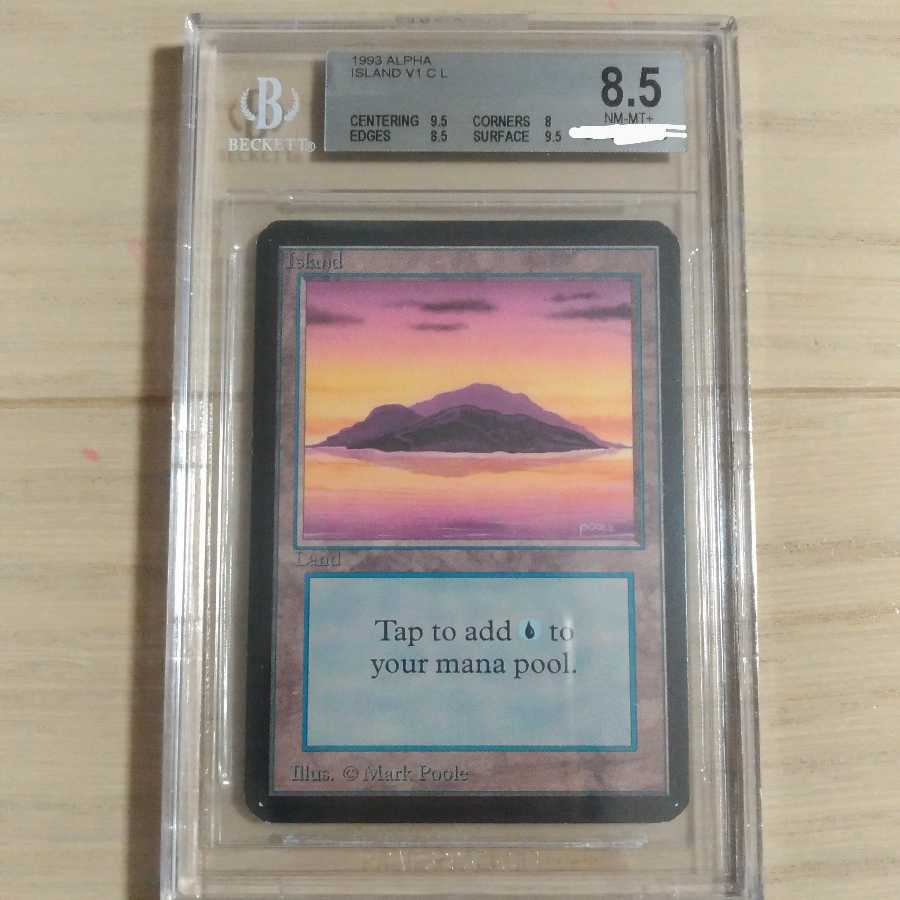 1993 ALPHA
ISLAND V1 C L
8.5
NM-MT+
CENTERING 9.5 CORNERS 8
EDGES 8.5 SURFACE 9.5
B
BECKETT®
Island
POOLE
Land
Tap to add to
your mana pool.
Illus. © Mark Poole